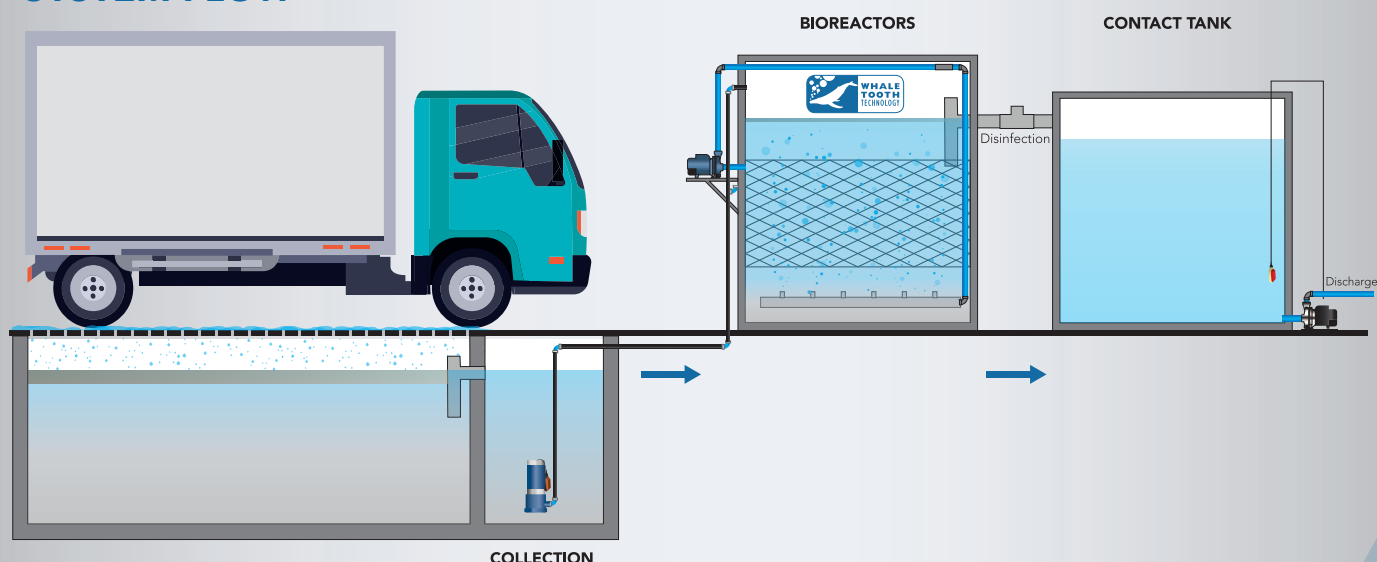 BIOREACTORS
CONTACT TANK
WHALE
TOOTH
TECHNOLOGY
Disinfection
Discharge
COLLECTION